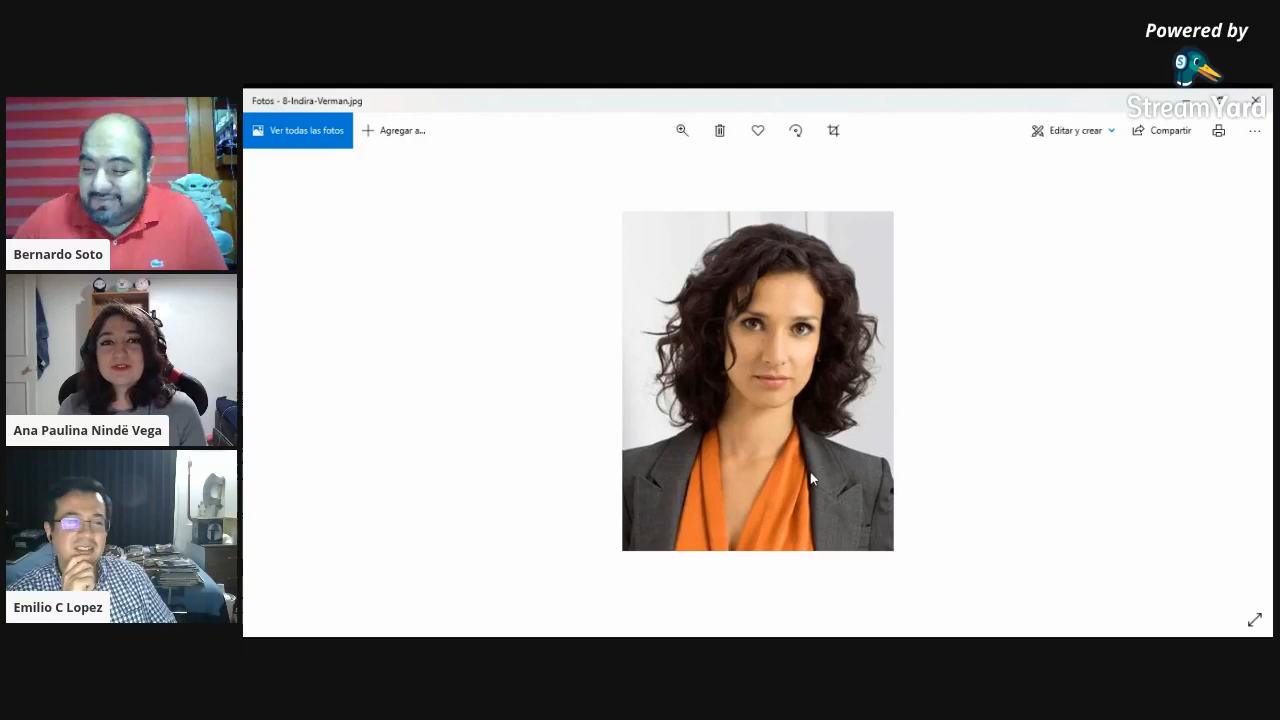 Powered by
StreamYard
Fotos - 8-Indira-Verman.jpg
Ver todas las fotos
Agregar a...
Editar y crear
Compartir
Bernardo Soto
Ana Paulina Nindë Vega
Emilio C Lopez